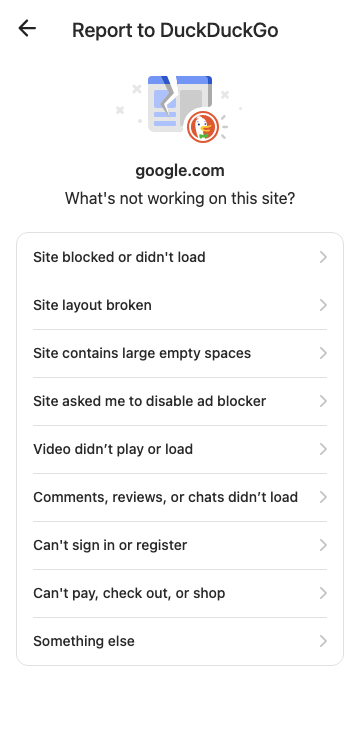 Report to DuckDuckGo
google.com
What's not working on this site?
Site blocked or didn't load
Site layout broken
Site contains large empty spaces
Site asked me to disable ad blocker
Video didn’t play or load
Comments, reviews, or chats didn’t load
Can't sign in or register
Can't pay, check out, or shop
Something else